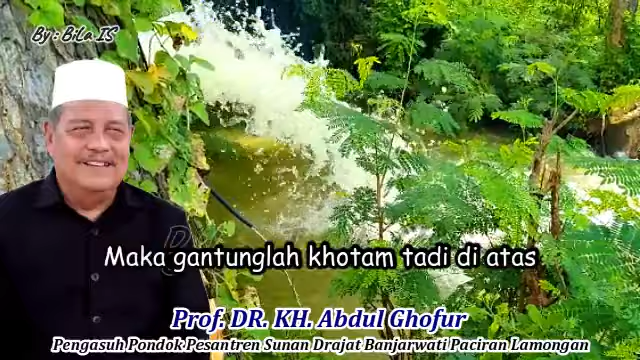 By : BiLa IS
Maka gantunglah khotam tadi di atas
Prof. DR. KH. Abdul Ghofur
Pengasuh Pondok Pesantren Sunan Drajat Banjarwati Paciran Lamongan